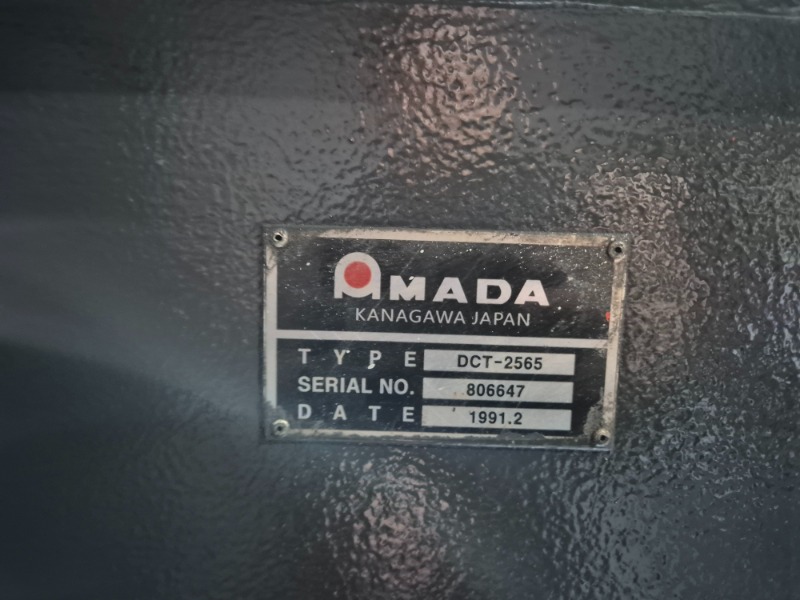 AMADA
KANAGAWA JAPAN
TYPE DCT-2565
SERIAL NO. 806647
DATE 1991.2